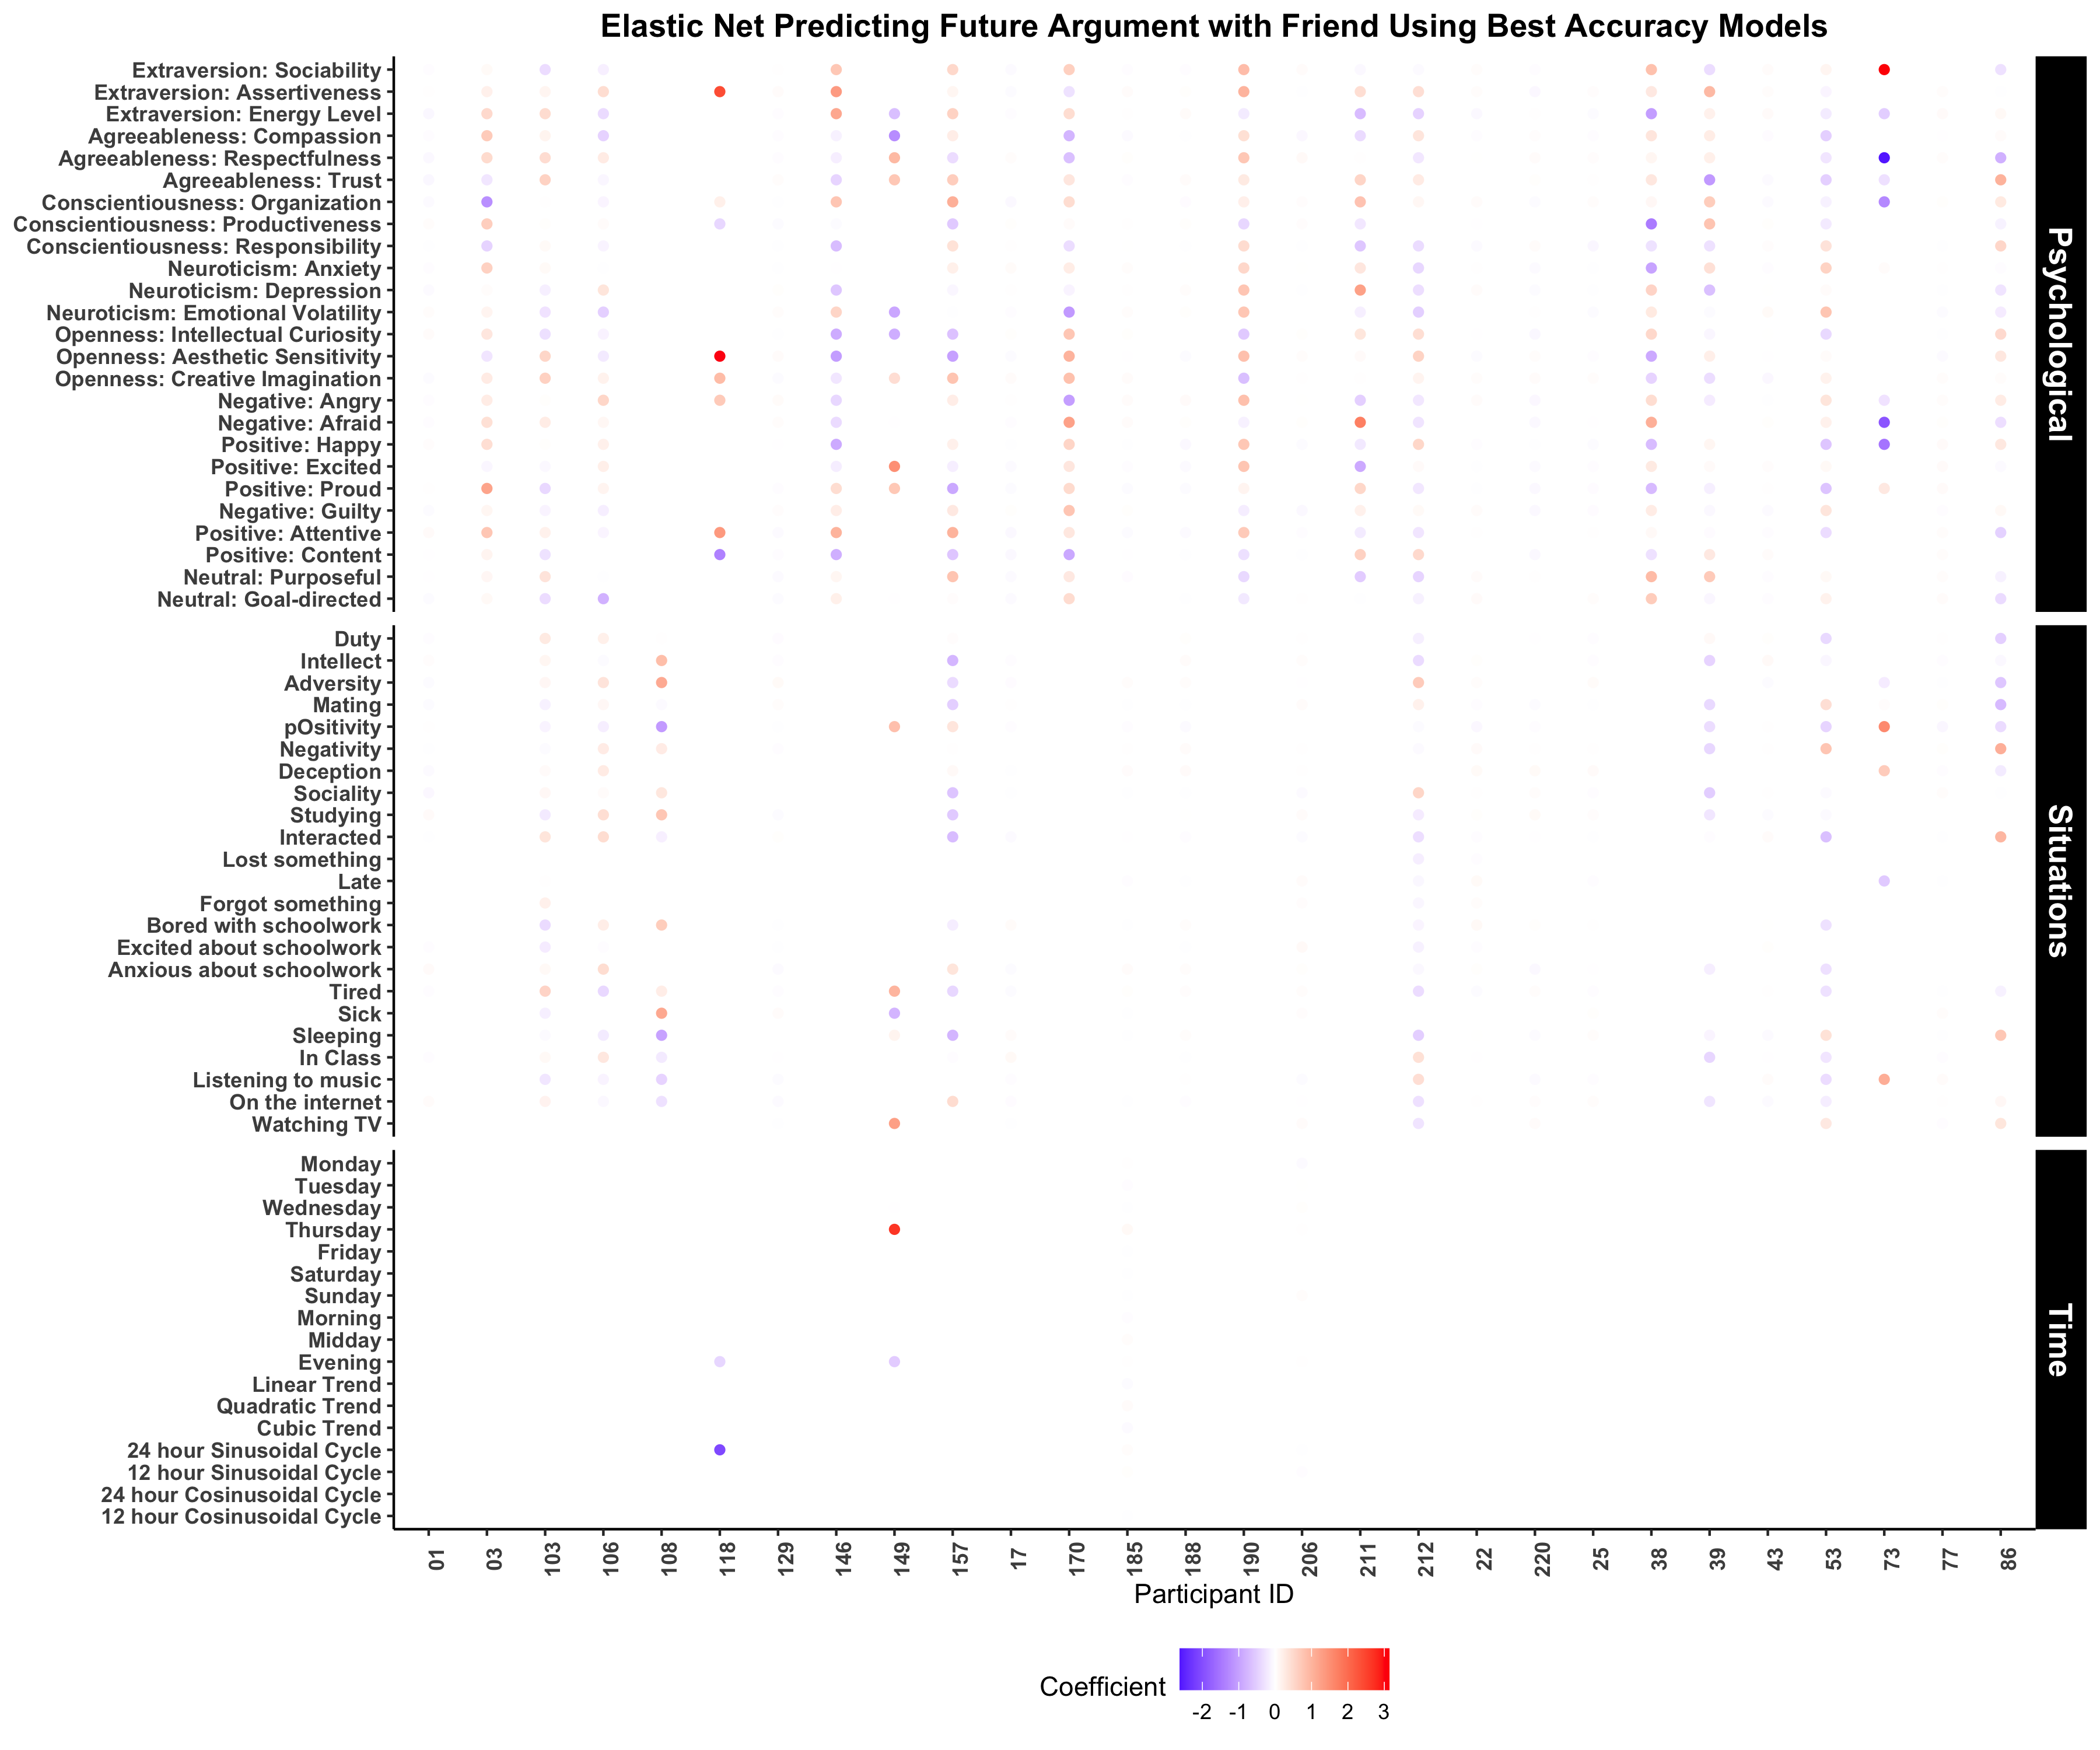 Elastic Net Predicting Future Argument with Friend Using Best Accuracy Models
Extraversion: Sociability
Extraversion: Assertiveness
Extraversion: Energy Level
Agreeableness: Compassion
Agreeableness: Respectfulness
Agreeableness: Trust
Conscientiousness: Organization
Conscientiousness: Productiveness
Conscientiousness: Responsibility
Neuroticism: Anxiety
Neuroticism: Depression
Neuroticism: Emotional Volatility
Openness: Intellectual Curiosity
Openness: Aesthetic Sensitivity
Openness: Creative Imagination
Negative: Angry
Negative: Afraid
Positive: Happy
Positive: Excited
Positive: Proud
Negative: Guilty
Positive: Attentive
Positive: Content
Neutral: Purposeful
Neutral: Goal-directed
Psychological
Duty
Intellect
Adversity
Mating
pOsitivity
Negativity
Deception
Sociality
Studying
Interacted
Lost something
Late
Forgot something
Bored with schoolwork
Excited about schoolwork
Anxious about schoolwork
Tired
Sick
Sleeping
In Class
Listening to music
On the internet
Watching TV
Situations
Monday
Tuesday
Wednesday
Thursday
Friday
Saturday
Sunday
Morning
Midday
Evening
Linear Trend
Quadratic Trend
Cubic Trend
24 hour Sinusoidal Cycle
12 hour Sinusoidal Cycle
24 hour Cosinusoidal Cycle
12 hour Cosinusoidal Cycle
Time
01 03 103 106 108 118 129 146 149 157 17 170 185 188 190 206 211 212 22 220 25 38 39 43 53 73 77 86
Participant ID
Coefficient
-2 -1 0 1 2 3